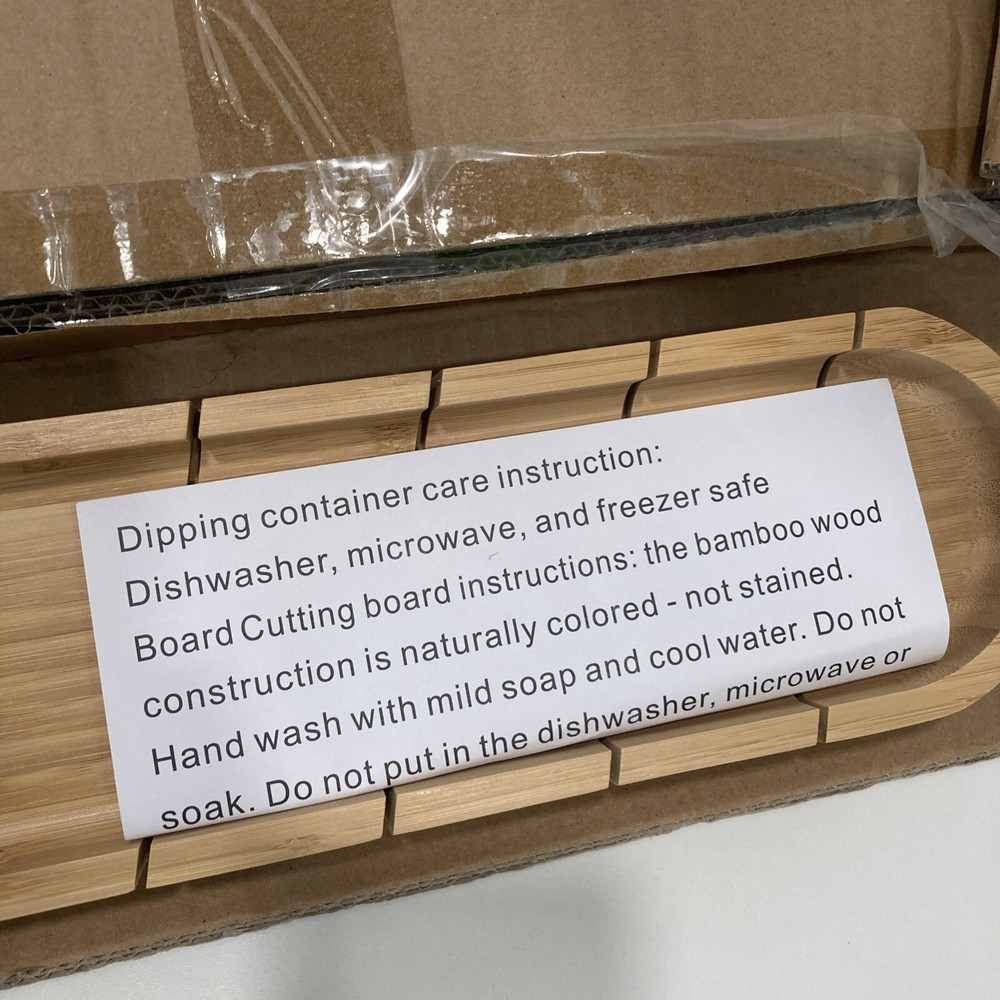 Dipping container care instruction:
Dishwasher, microwave, and freezer safe
Board Cutting board instructions: the bamboo wood
construction is naturally colored - not stained.
Hand wash with mild soap and cool water. Do not
soak. Do not put in the dishwasher, microwave or